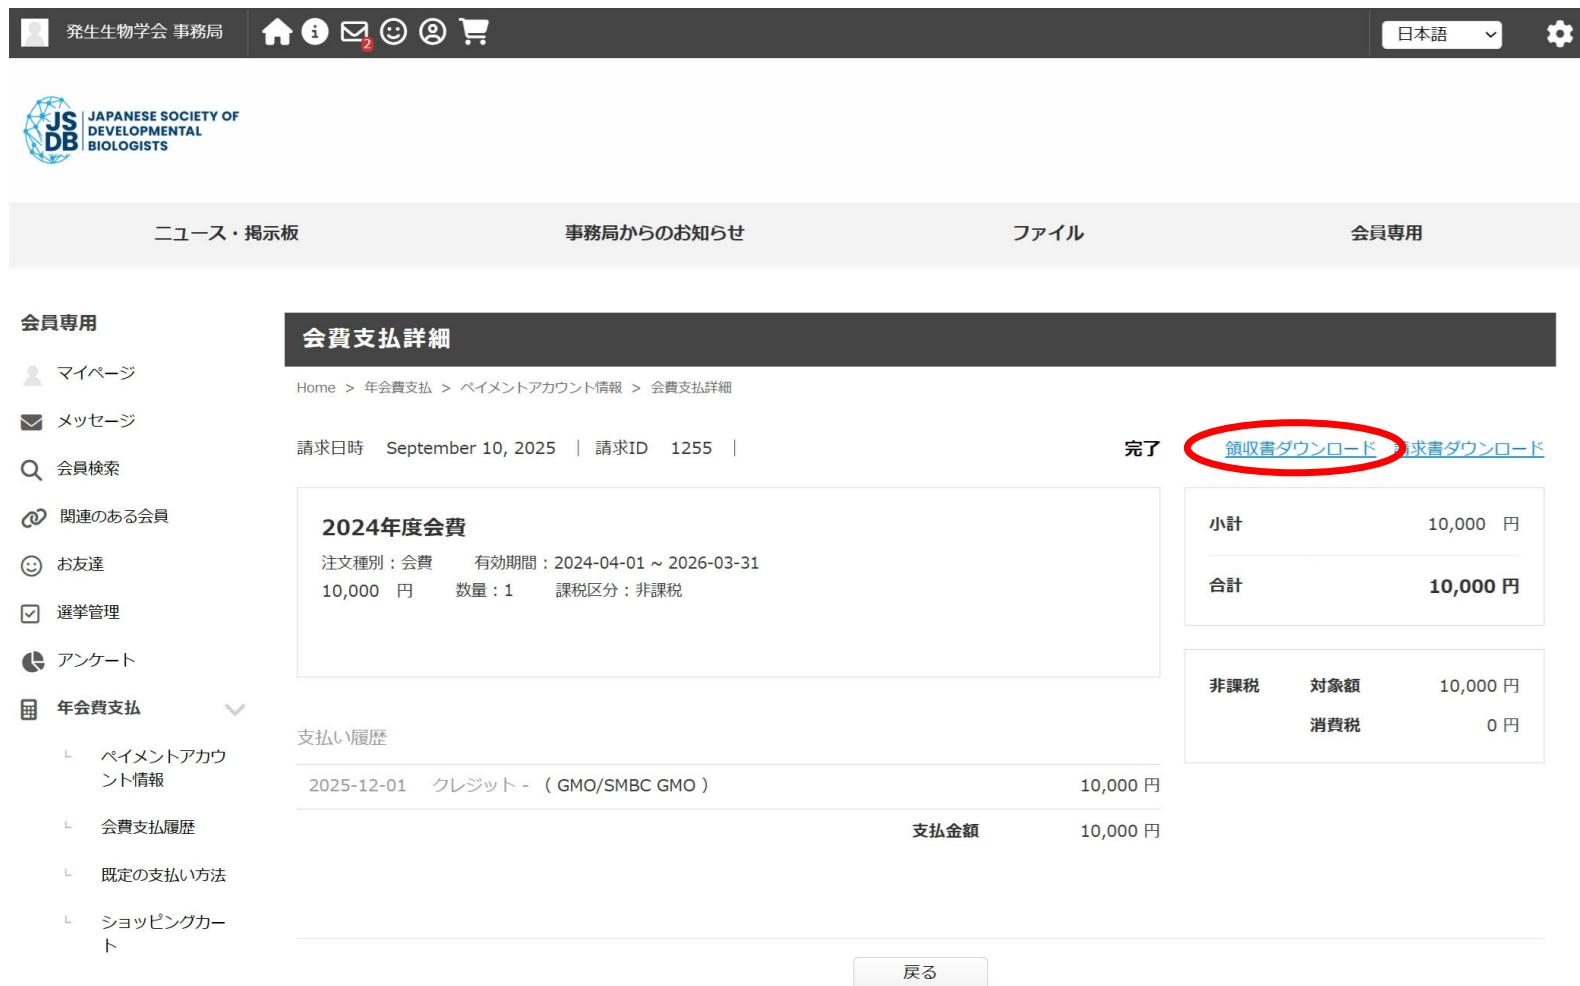 発生生物学会 事務局
2
日本語
JS
DB
JAPANESE SOCIETY OF
DEVELOPMENTAL
BIOLOGISTS
ニュース・掲示板 事務局からのお知らせ ファイル 会員専用
会員専用
マイページ
メッセージ
会員検索
関連のある会員
お友達
選挙管理
アンケート
年会費支払
ペイメントアカウ
ント情報
会費支払履歴
既定の支払い方法
ショッピングカー
ト
会費支払詳細
Home > 年会費支払 > ペイメントアカウント情報 > 会費支払詳細
請求日時 September 10, 2025 | 請求ID 1255 |
完了 領収書ダウンロード 請求書ダウンロード
2024年度会費
注文種別：会費 有効期間：2024-04-01 ~ 2026-03-31
10,000 円 数量：1 課税区分：非課税
小計 10,000 円
合計 10,000 円
非課税 対象額 10,000 円
消費税 0 円
支払い履歴
2025-12-01 クレジット - ( GMO/SMBC GMO ) 10,000 円
支払金額 10,000 円
戻る